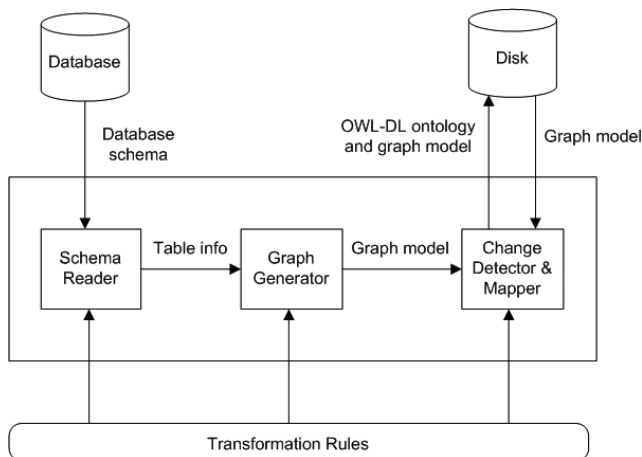 Database
Disk
Database
schema
OWL-DL ontology
and graph model
Graph model
Schema
Reader
Table info
Graph
Generator
Graph model
Change
Detector &
Mapper
Transformation Rules